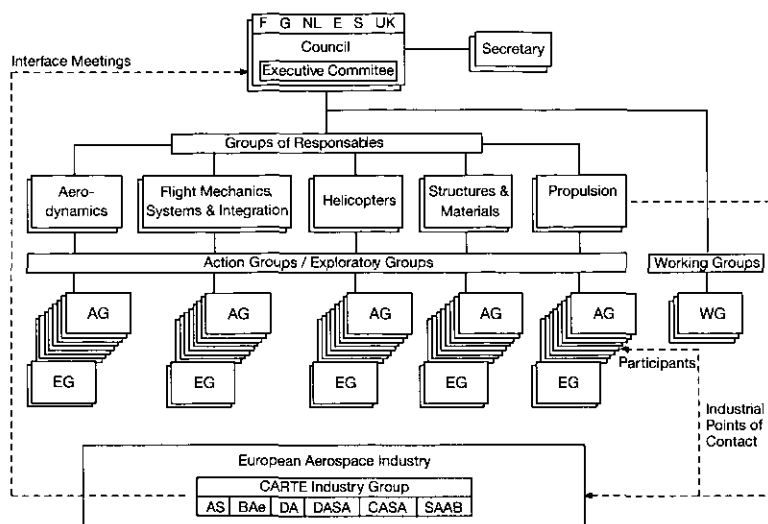 F G NL E S UK
Council
Executive Commitee
Secretary
Interface Meetings
Groups of Responsables
Aero-
dynamics
Flight Mechanics,
Systems & Integration
Helicopters
Structures &
Materials
Propulsion
Action Groups / Exploratory Groups
Working Groups
AG
AG
AG
AG
AG
WG
EG
EG
EG
EG
EG
Participants
Industrial
Points of
Contact
European Aerospace Industry
CARTE Industry Group
AS BAe DA DASA CASA SAAB